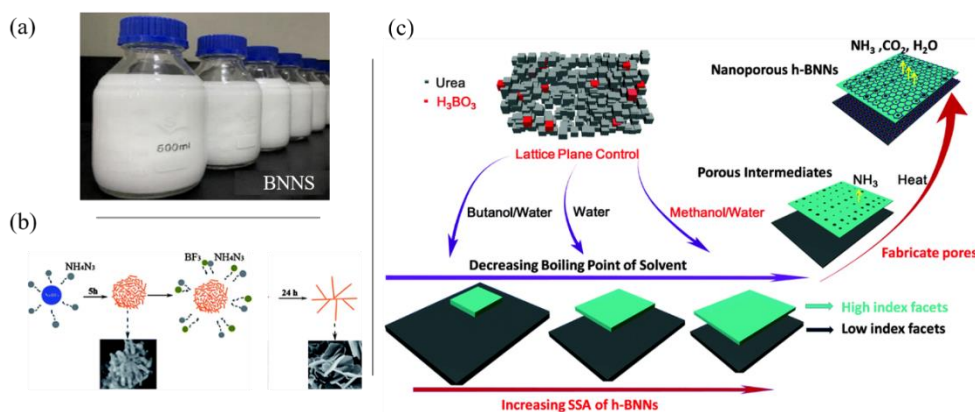 (a)
600ml
BNNS
(b)
NH₄N₃
5h
BF₃ NH₄N₃
24 h
(c)
Urea
H₃BO₃
Lattice Plane Control
Butanol/Water
Water
Methanol/Water
Decreasing Boiling Point of Solvent
NH₃ ,CO₂, H₂O
Nanoporous h-BNNs
Porous Intermediates
NH₃
Heat
Fabricate pores
High index facets
Low index facets
Increasing SSA of h-BNNs